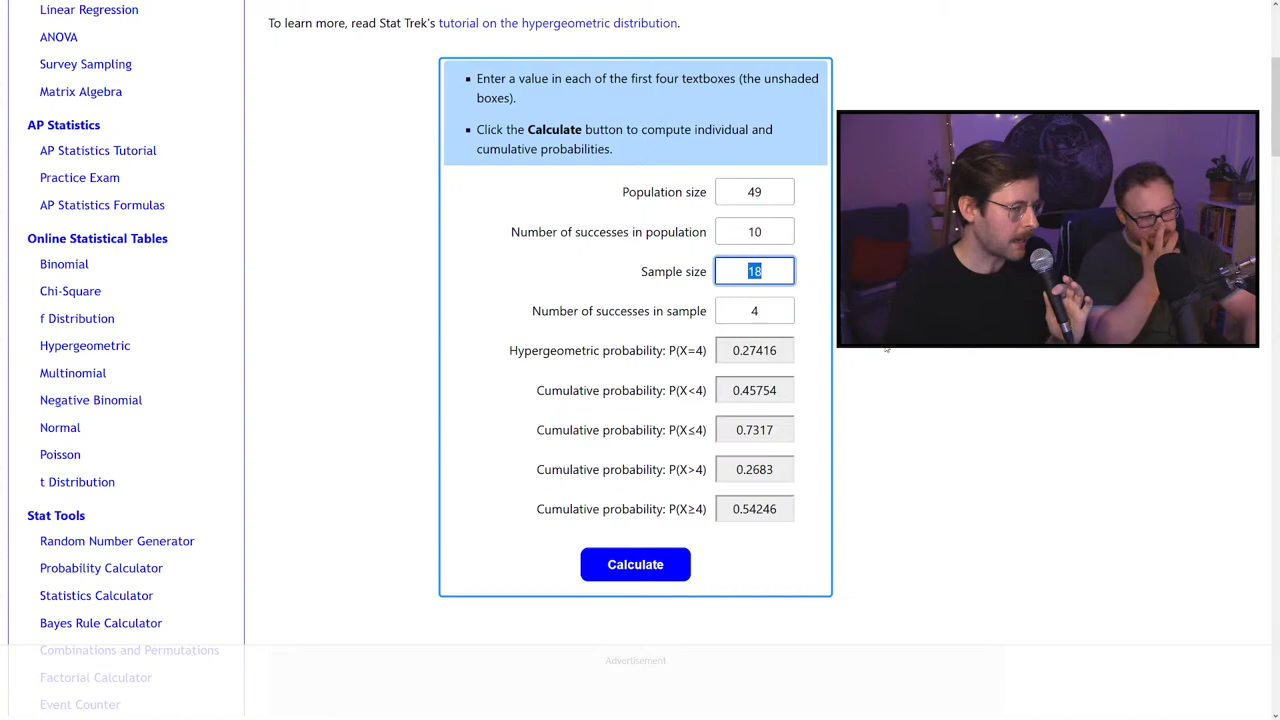 Linear Regression
ANOVA
Survey Sampling
Matrix Algebra
AP Statistics
AP Statistics Tutorial
Practice Exam
AP Statistics Formulas
Online Statistical Tables
Binomial
Chi-Square
f Distribution
Hypergeometric
Multinomial
Negative Binomial
Normal
Poisson
t Distribution
Stat Tools
Random Number Generator
Probability Calculator
Statistics Calculator
Bayes Rule Calculator
Combinations and Permutations
Factorial Calculator
Event Counter
To learn more, read Stat Trek's tutorial on the hypergeometric distribution.
Enter a value in each of the first four textboxes (the unshaded
boxes).
Click the Calculate button to compute individual and
cumulative probabilities.
Population size 49
Number of successes in population 10
Sample size 18
Number of successes in sample 4
Hypergeometric probability: P(X=4) 0.27416
Cumulative probability: P(X<4) 0.45754
Cumulative probability: P(X≤4) 0.7317
Cumulative probability: P(X>4) 0.2683
Cumulative probability: P(X≥4) 0.54246
Calculate
Advertisement